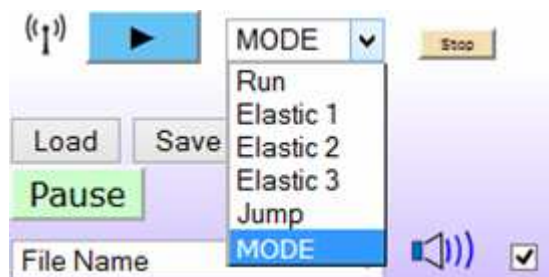 MODE Stop
Run
Elastic 1
Load Save Elastic 2
Elastic 3
Pause
Jump
File Name MODE